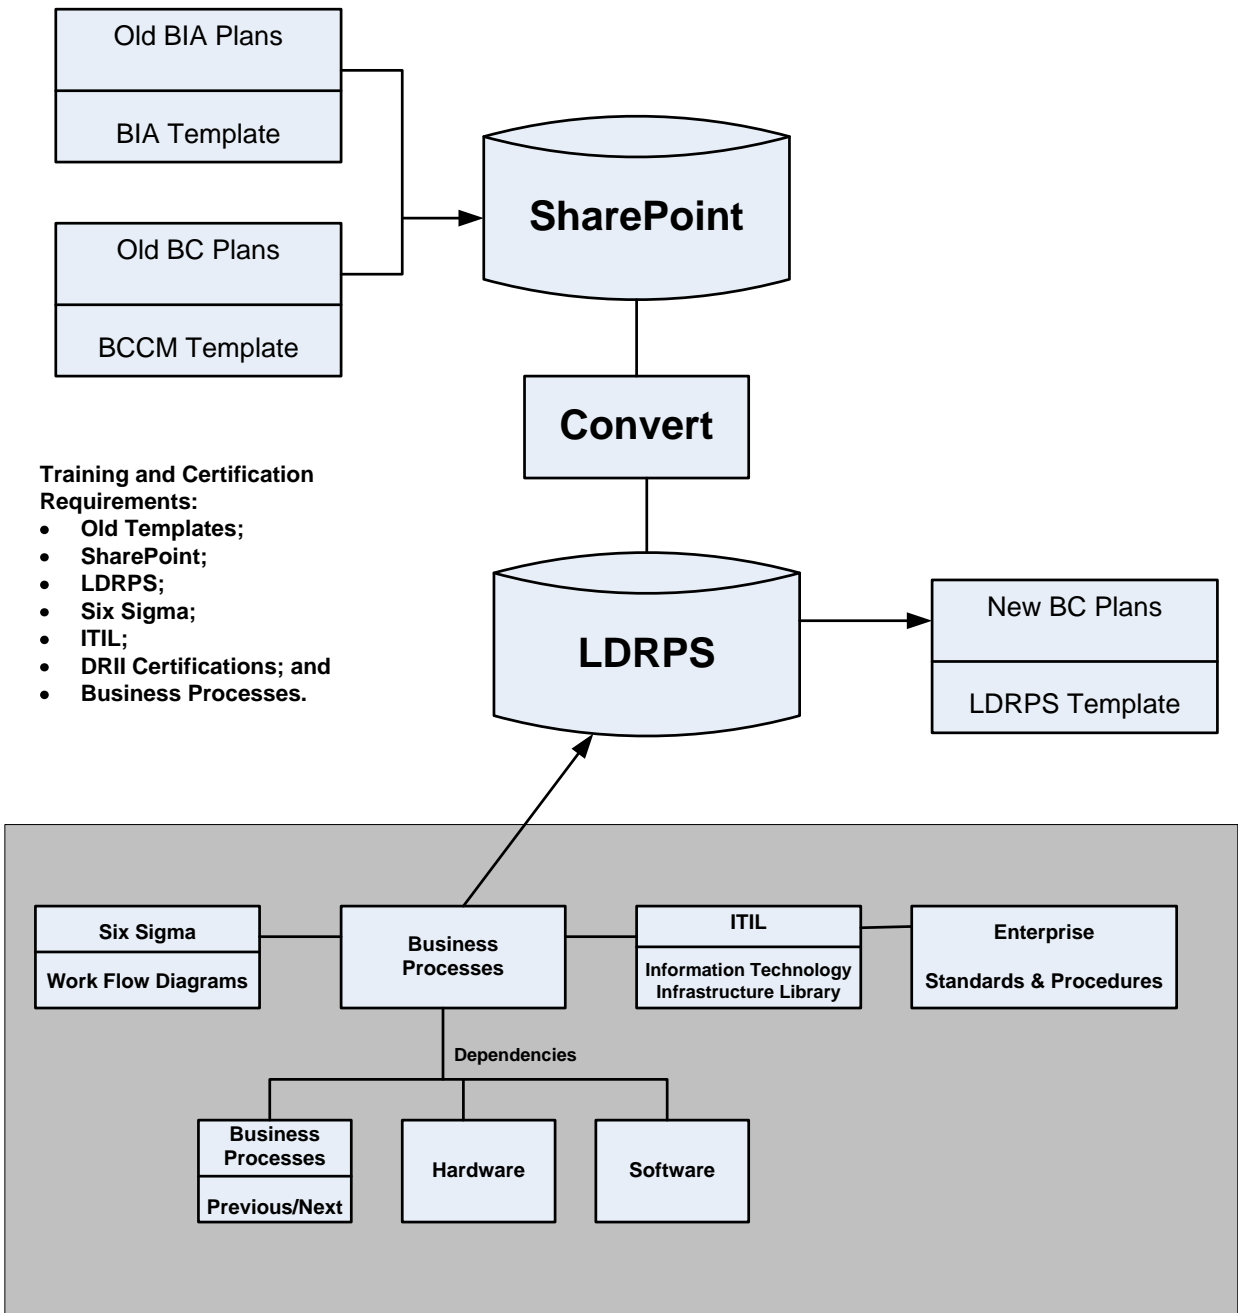 Old BIA Plans
BIA Template
SharePoint
Old BC Plans
BCCM Template
Convert
Training and Certification
Requirements:
• Old Templates;
• SharePoint;
• LDRPS;
• Six Sigma;
• ITIL;
• DRII Certifications; and
• Business Processes.
LDRPS
New BC Plans
LDRPS Template
Six Sigma
Work Flow Diagrams
Business
Processes
ITIL
Information Technology
Infrastructure Library
Enterprise
Standards & Procedures
Dependencies
Business
Processes
Previous/Next
Hardware
Software